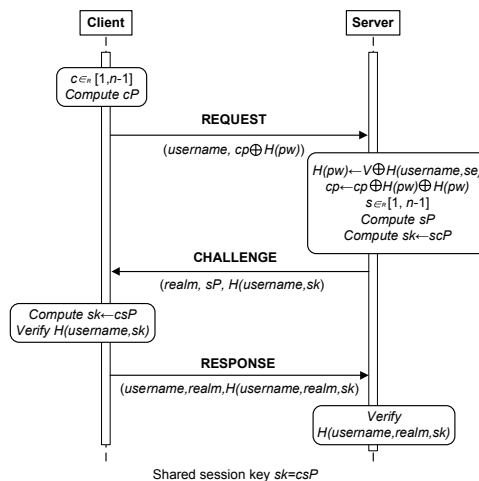 Client
Server
c∈R [1,n-1]
Compute cP
REQUEST
(username, cp⊕H(pw))
H(pw)←V⊕H(username,se)
cp←cp⊕H(pw)⊕H(pw)
s∈R [1, n-1]
Compute sP
Compute sk←scP
CHALLENGE
(realm, sP, H(username,sk)
Compute sk←csP
Verify H(username,sk)
RESPONSE
(username,realm,H(username,realm,sk)
Verify
H(username,realm,sk)
Shared session key sk=csP